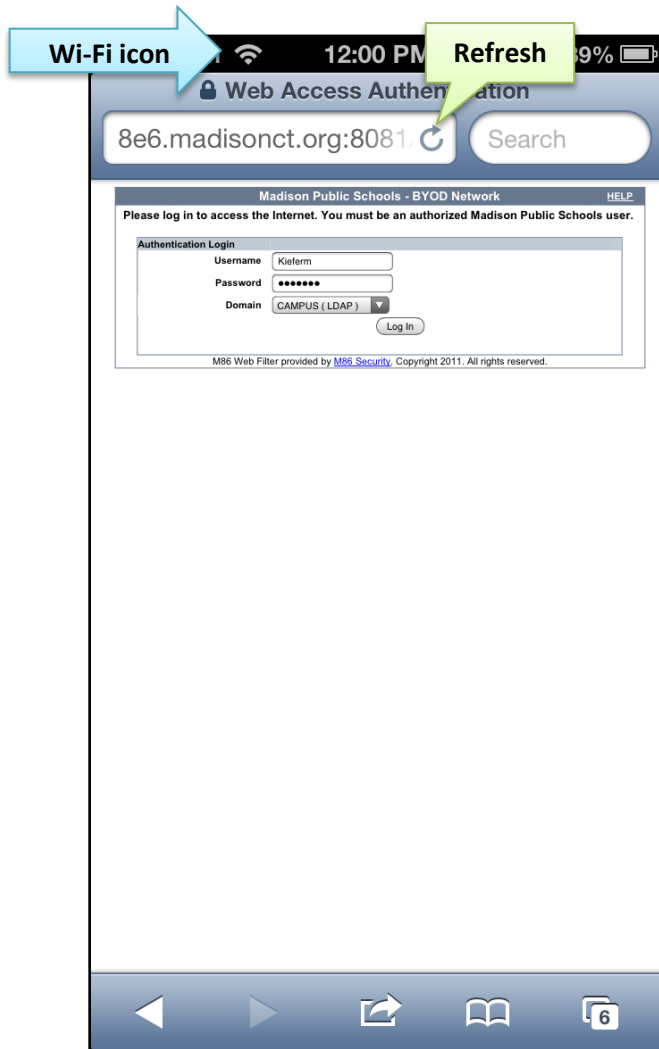 Wi-Fi icon
12:00 PM
Refresh
39%
Web Access Authentication
8e6.madisonct.org:8081/
Search
Madison Public Schools - BYOD Network HELP
Please log in to access the Internet. You must be an authorized Madison Public Schools user.
Authentication Login
Username Kieferm
Password •••••••
Domain CAMPUS ( LDAP )
Log In
M86 Web Filter provided by M86 Security. Copyright 2011. All rights reserved.
6